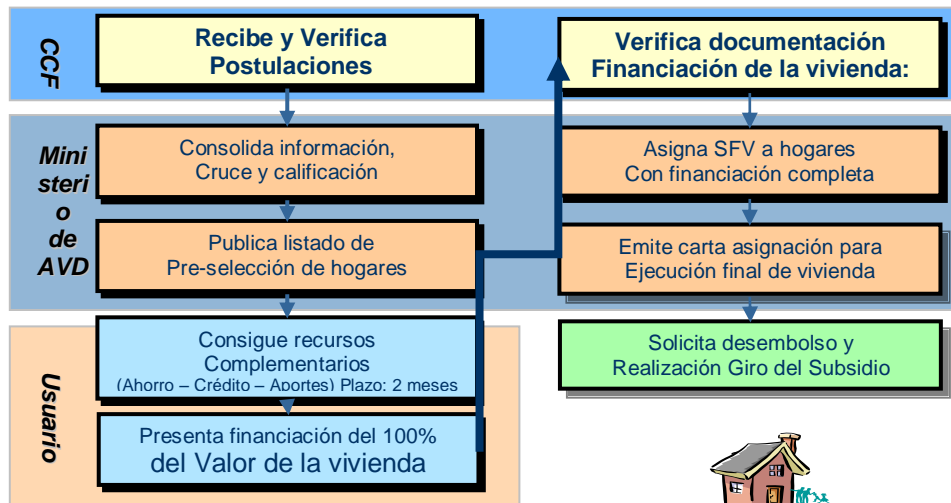 CCF
Recibe y Verifica
Postulaciones
Verifica documentación
Financiación de la vivienda:
Mini
steri
o
de
AVD
Consolida información,
Cruce y calificación
Asigna SFV a hogares
Con financiación completa
Publica listado de
Pre-selección de hogares
Emite carta asignación para
Ejecución final de vivienda
Usuario
Consigue recursos
Complementarios
(Ahorro – Crédito – Aportes) Plazo: 2 meses
Solicita desembolso y
Realización Giro del Subsidio
Presenta financiación del 100%
del Valor de la vivienda